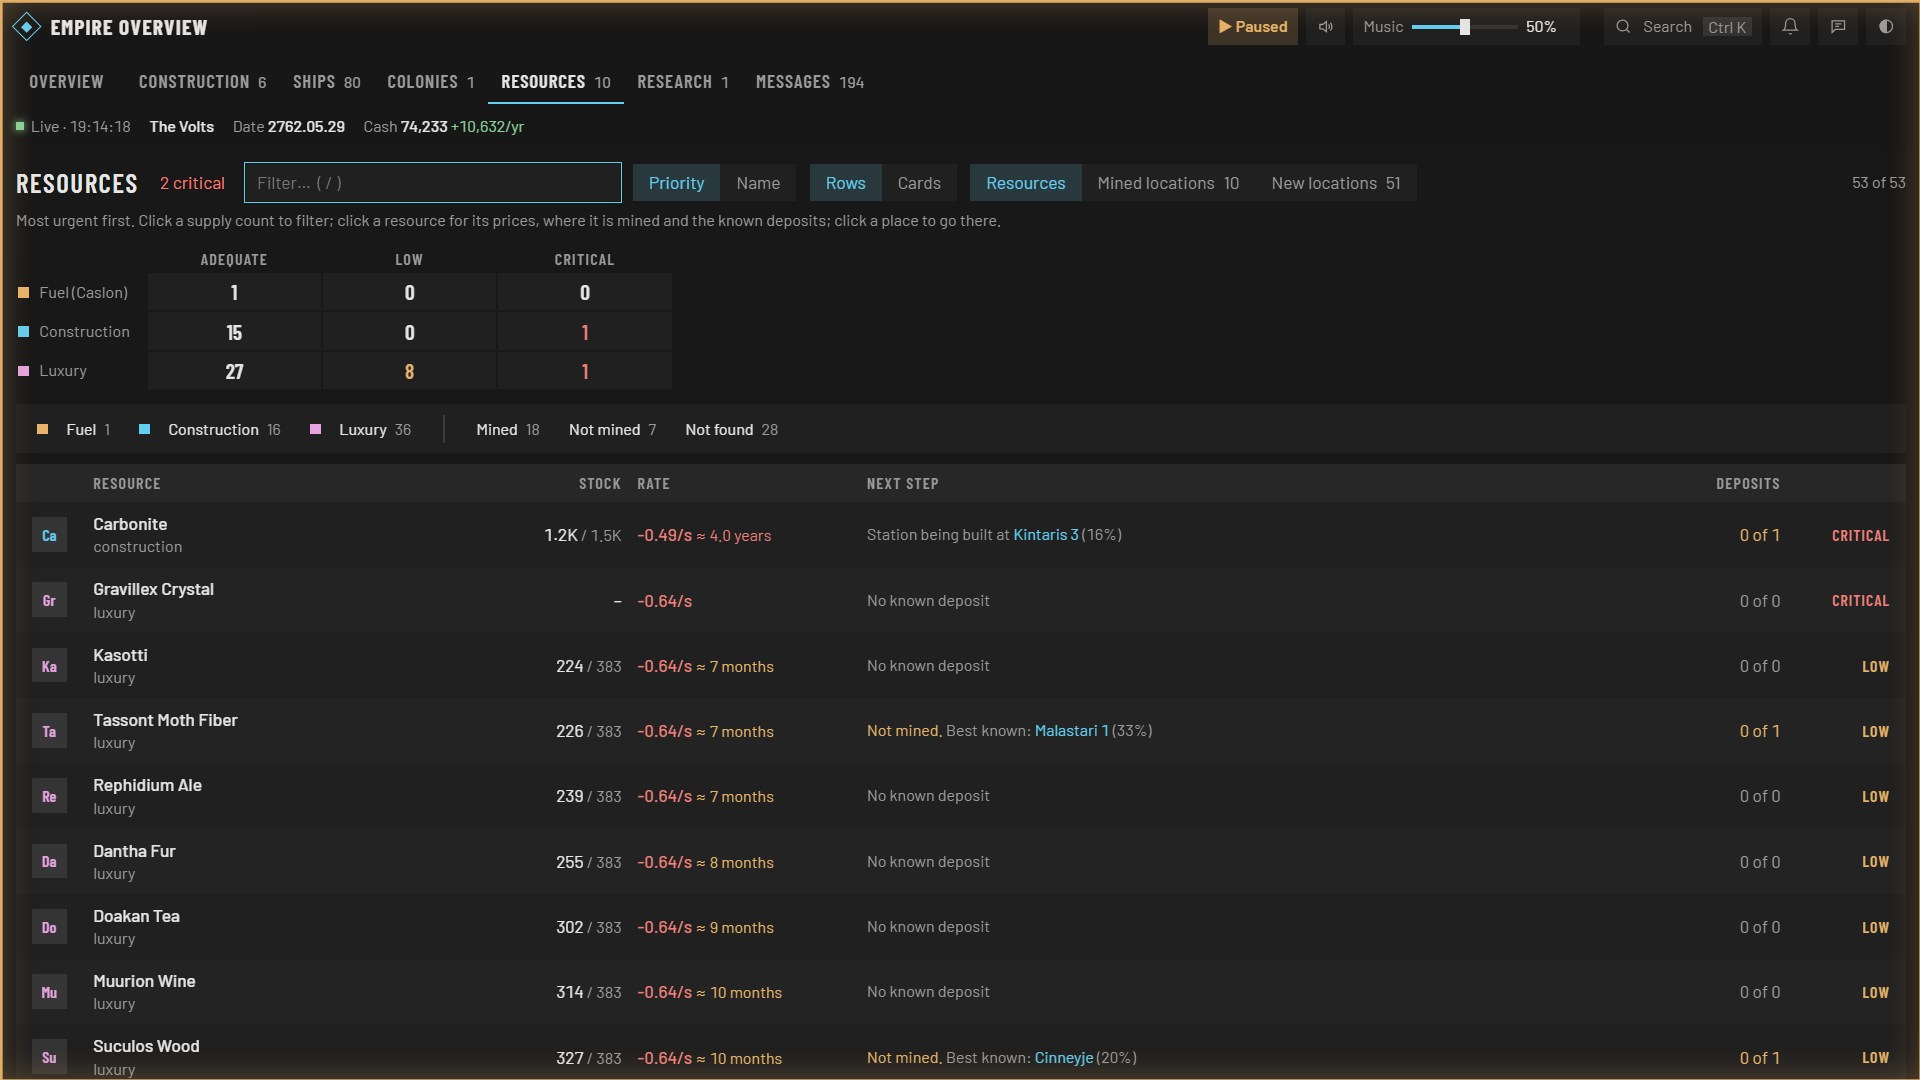 EMPIRE OVERVIEW
Paused
Music 50%
Search Ctrl K
OVERVIEW CONSTRUCTION 6 SHIPS 80 COLONIES 1 RESOURCES 10 RESEARCH 1 MESSAGES 194
Live · 19:14:18 The Volts Date 2762.05.29 Cash 74,233 +10,632/yr
RESOURCES 2 critical Filter... ( / ) Priority Name Rows Cards Resources Mined locations 10 New locations 51 53 of 53
Most urgent first. Click a supply count to filter; click a resource for its prices, where it is mined and the known deposits; click a place to go there.
ADEQUATE LOW CRITICAL
Fuel (Caslon) 1 0 0
Construction 15 0 1
Luxury 27 8 1
Fuel 1 Construction 16 Luxury 36 Mined 18 Not mined 7 Not found 28
RESOURCE STOCK RATE NEXT STEP DEPOSITS
Ca Carbonite 1.2K / 1.5K -0.49/s ≈ 4.0 years Station being built at Kintaris 3 (16%) 0 of 1 CRITICAL
construction
Gr Gravillex Crystal – -0.64/s No known deposit 0 of 0 CRITICAL
luxury
Ka Kasotti 224 / 383 -0.64/s ≈ 7 months No known deposit 0 of 0 LOW
luxury
Ta Tassont Moth Fiber 226 / 383 -0.64/s ≈ 7 months Not mined. Best known: Malastari 1 (33%) 0 of 1 LOW
luxury
Re Rephidium Ale 239 / 383 -0.64/s ≈ 7 months No known deposit 0 of 0 LOW
luxury
Da Dantha Fur 255 / 383 -0.64/s ≈ 8 months No known deposit 0 of 0 LOW
luxury
Do Doakan Tea 302 / 383 -0.64/s ≈ 9 months No known deposit 0 of 0 LOW
luxury
Mu Muurion Wine 314 / 383 -0.64/s ≈ 10 months No known deposit 0 of 0 LOW
luxury
Su Suculos Wood 327 / 383 -0.64/s ≈ 10 months Not mined. Best known: Cinneyje (20%) 0 of 1 LOW
luxury